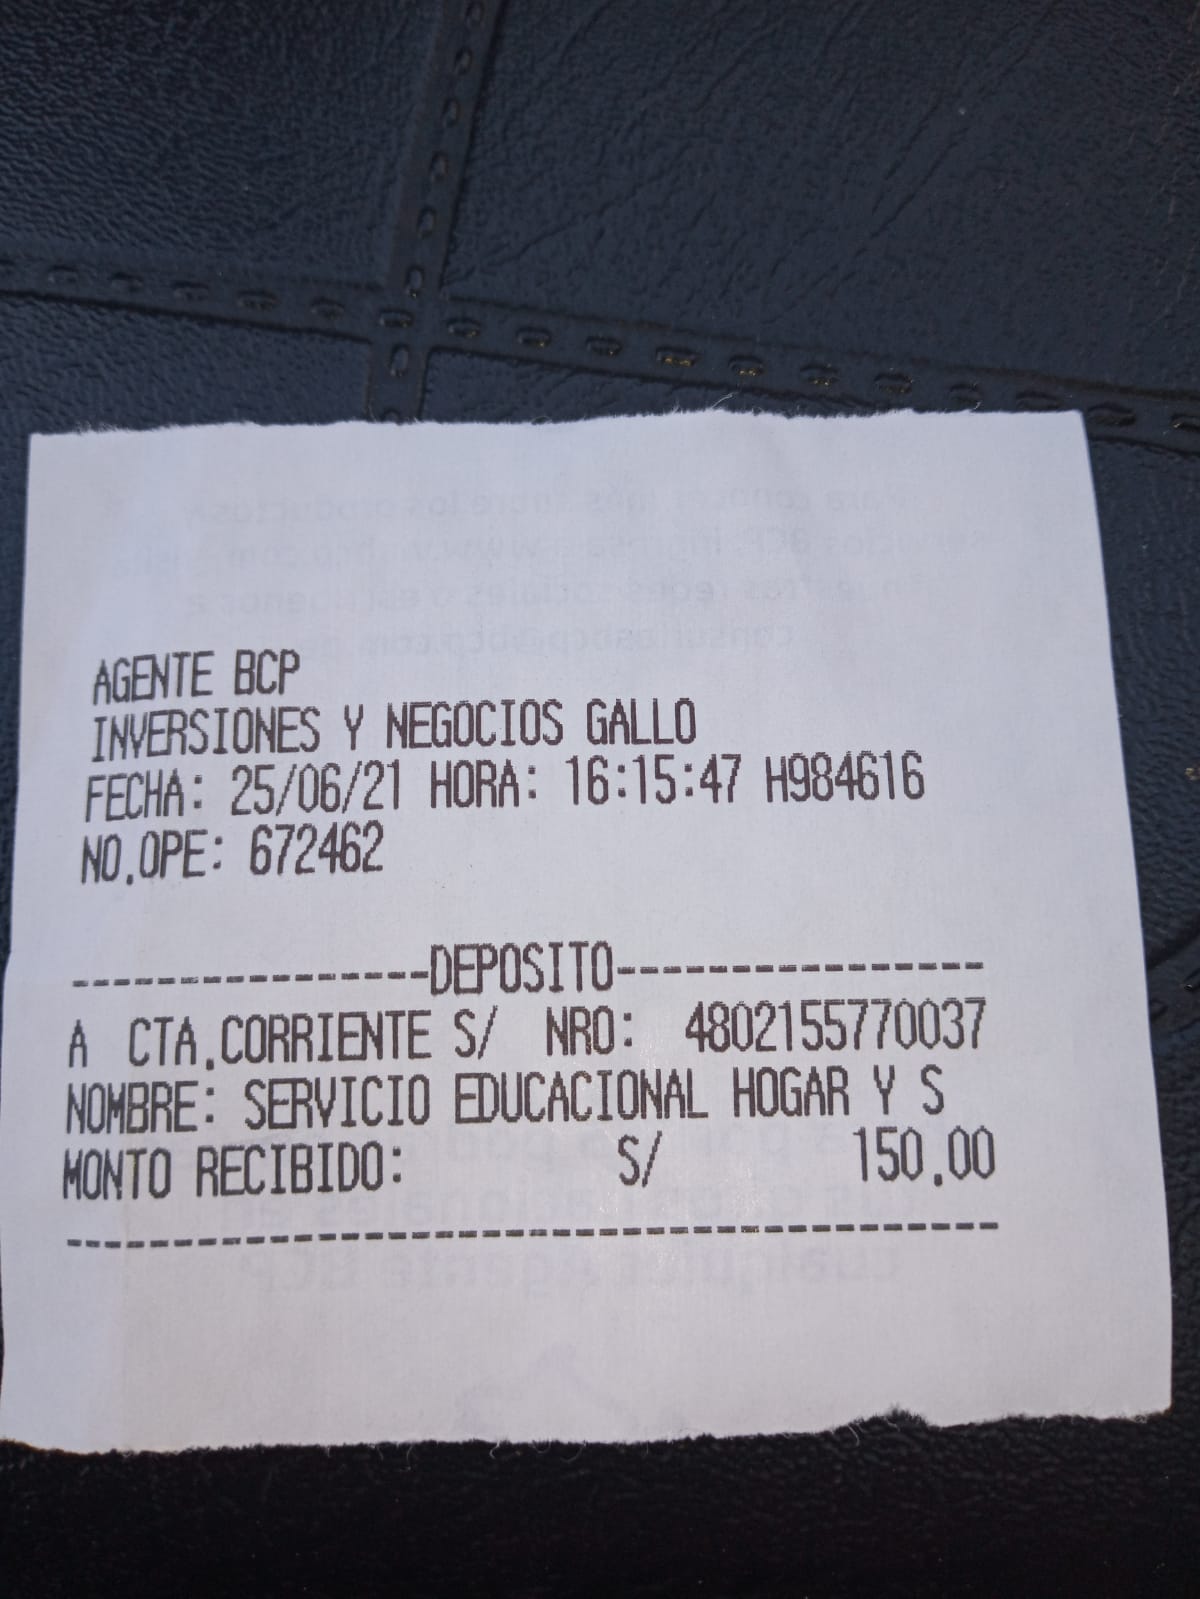 AGENTE BCP
INVERSIONES Y NEGOCIOS GALLO
FECHA: 25/06/21 HORA: 16:15:47 H984616
NO.OPE: 672462
-----------------DEPOSITO-----------------
A CTA.CORRIENTE S/ NRO: 4802155770037
NOMBRE: SERVICIO EDUCACIONAL HOGAR Y S
MONTO RECIBIDO: S/ 150.00